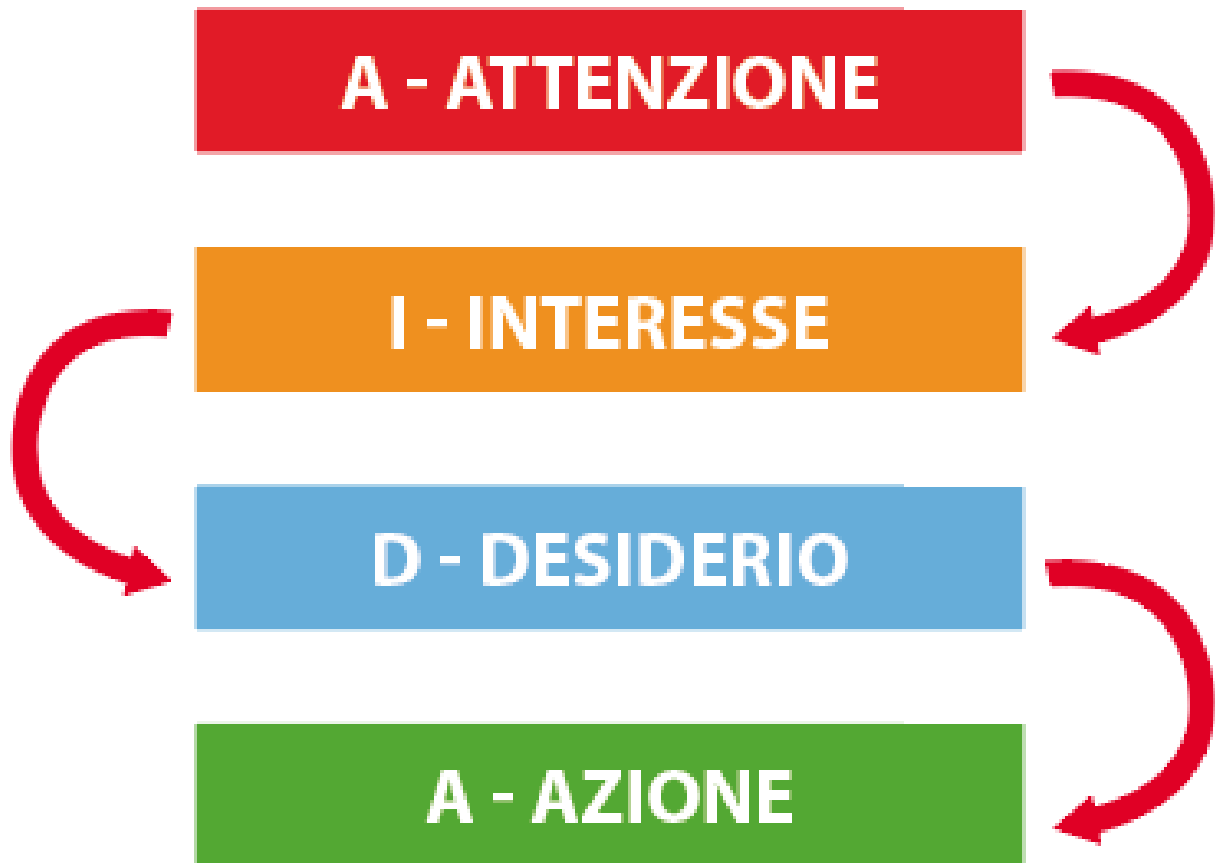 A - ATTENZIONE
I - INTERESSE
D - DESIDERIO
A - AZIONE